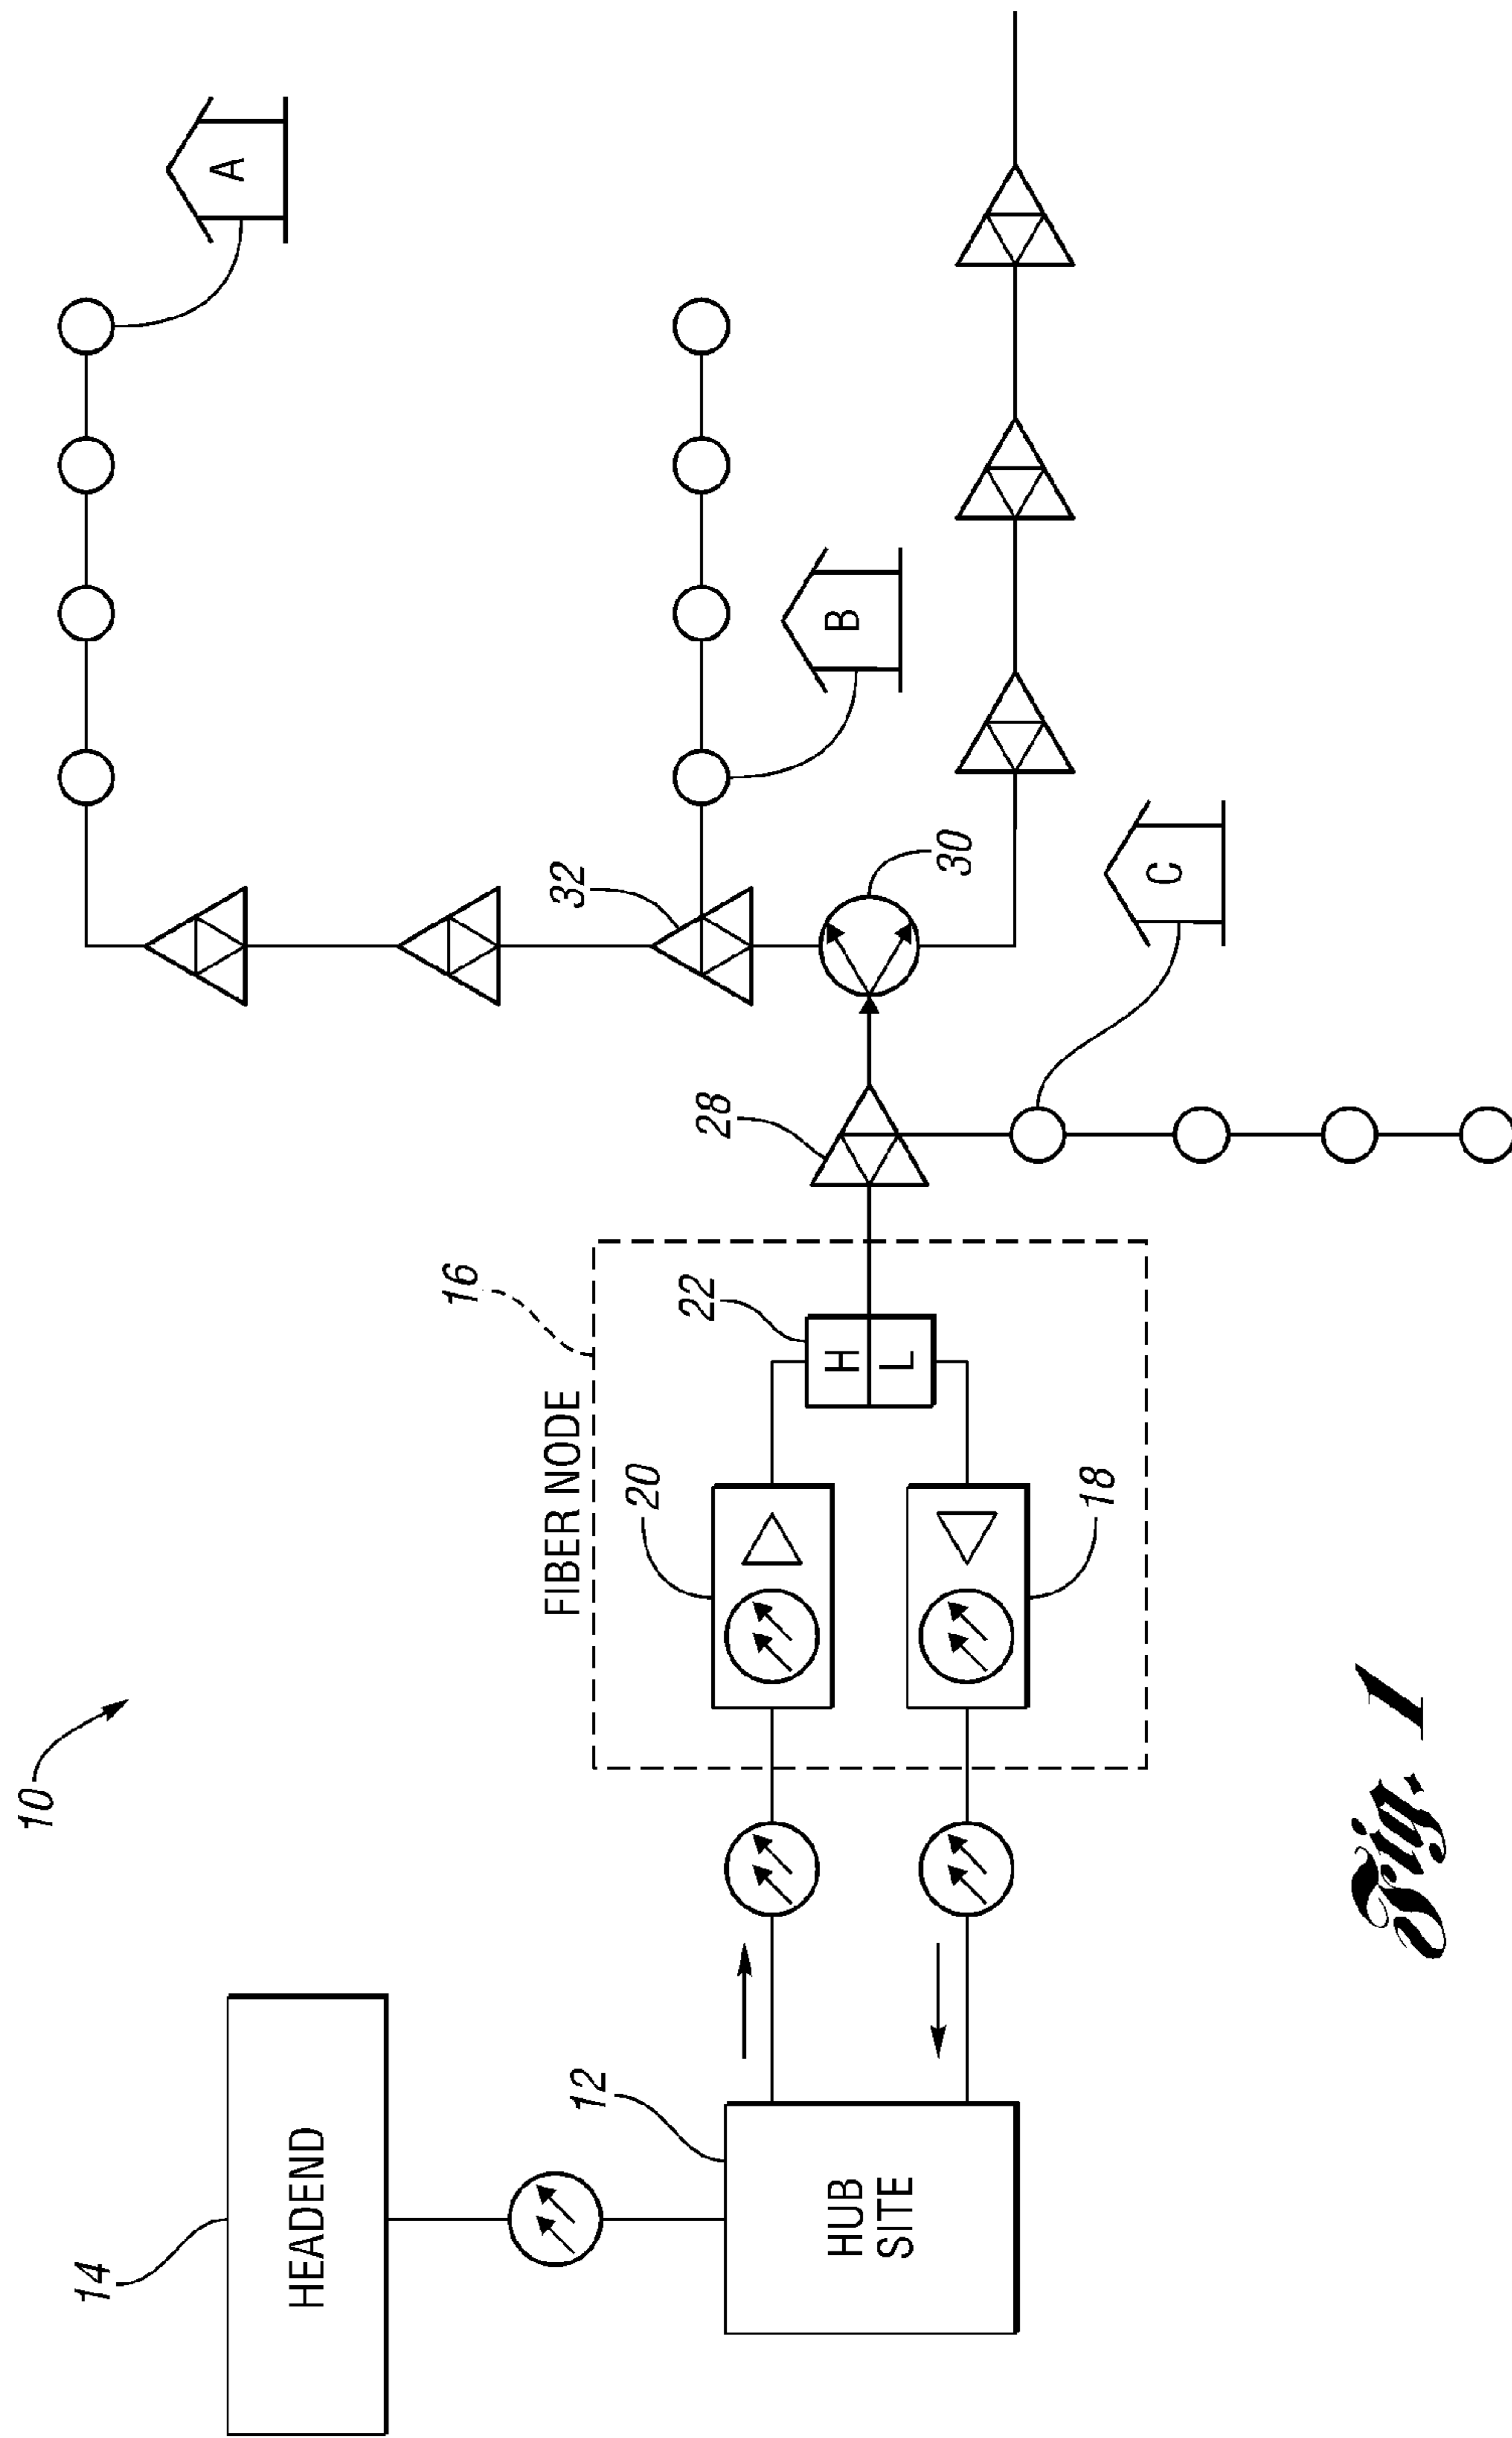 10
14
HEADEND
12
HUB
SITE
FIBER NODE
16
20
22
H
L
18
28
32
30
A
B
C
Fig. 1